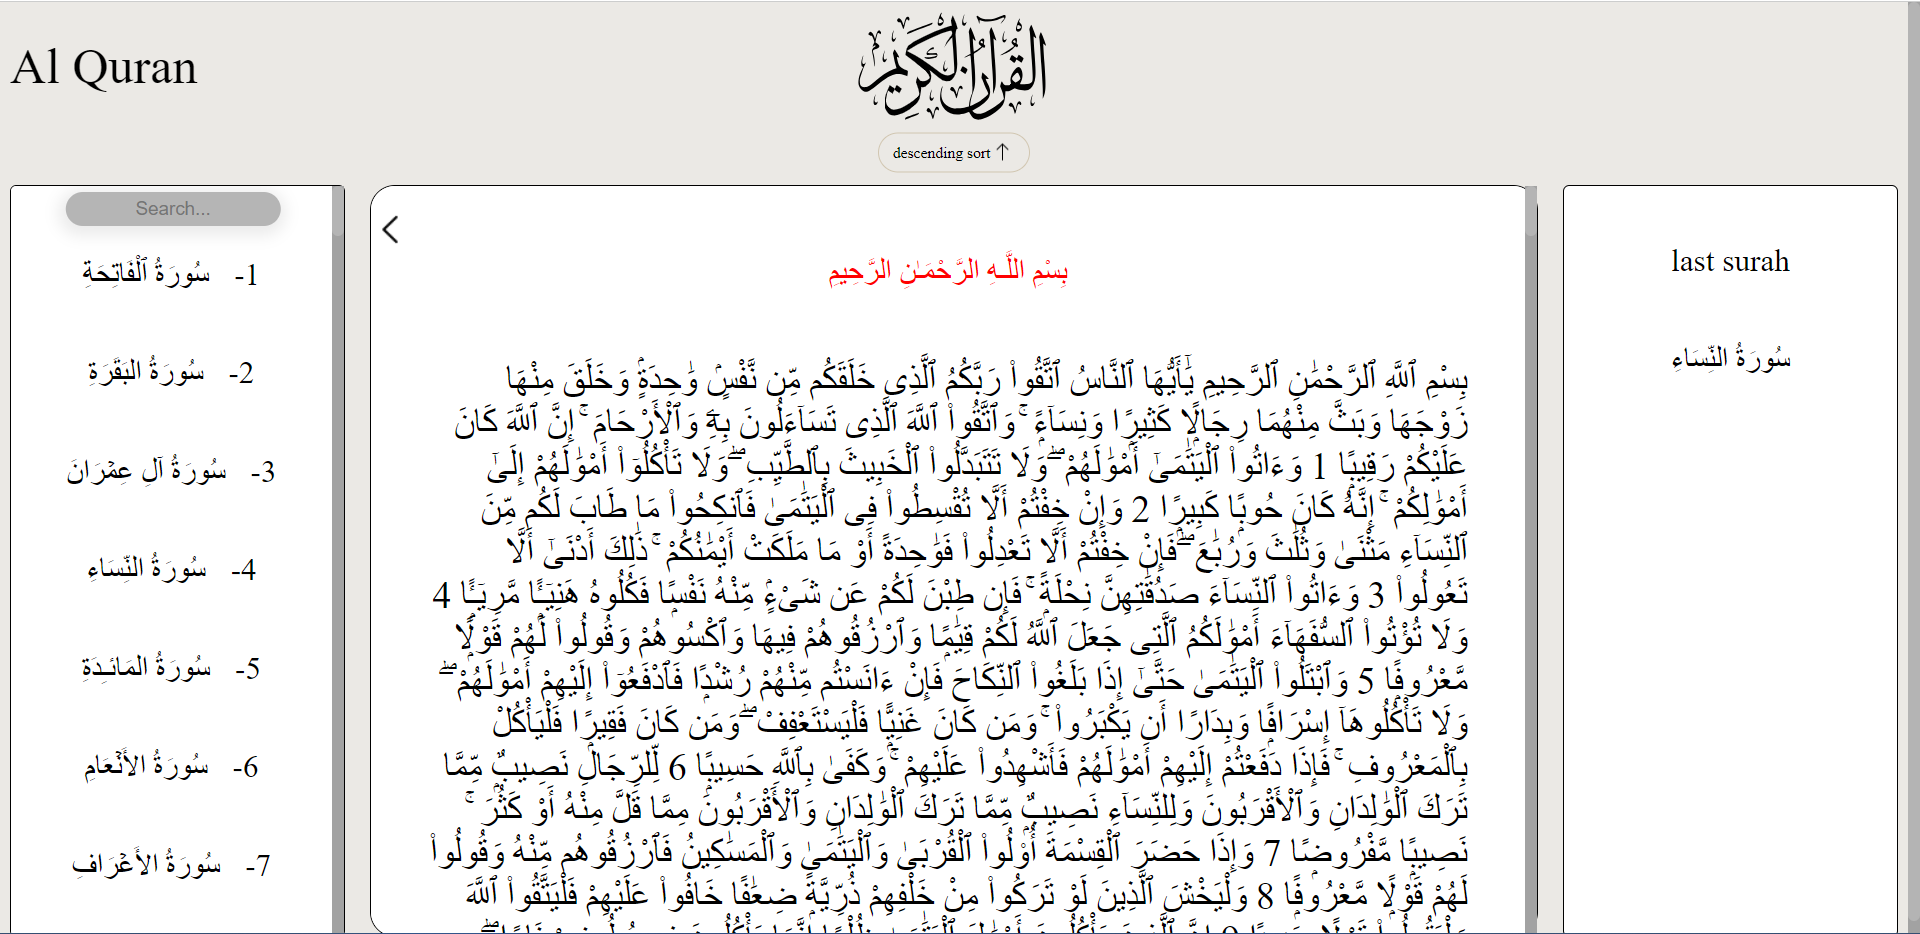 Al Quran
القرآن الكريم
descending sort ↑
Search...
1- سُورَةُ ٱلْفَاتِحَةِ
2- سُورَةُ البَقَرَةِ
3- سُورَةُ آلِ عِمۡرَانَ
4- سُورَةُ النِّسَاءِ
5- سُورَةُ المَائـِدَةِ
6- سُورَةُ الأَنۡعَامِ
7- سُورَةُ الأَعۡرَافِ
بِسْمِ اللَّـهِ الرَّحْمَـٰنِ الرَّحِيمِ
بِسْمِ ٱللَّهِ ٱلرَّحْمَٰنِ ٱلرَّحِيمِ يَٰٓأَيُّهَا ٱلنَّاسُ ٱتَّقُوا۟ رَبَّكُمُ ٱلَّذِى خَلَقَكُم مِّن نَّفْسٍۢ وَٰحِدَةٍۢ وَخَلَقَ مِنْهَا
زَوْجَهَا وَبَثَّ مِنْهُمَا رِجَالًۭا كَثِيرًۭا وَنِسَآءًۭ ۚ وَٱتَّقُوا۟ ٱللَّهَ ٱلَّذِى تَسَآءَلُونَ بِهِۦ وَٱلْأَرْحَامَ ۚ إِنَّ ٱللَّهَ كَانَ
عَلَيْكُمْ رَقِيبًۭا 1 وَءَاتُوا۟ ٱلْيَتَٰمَىٰٓ أَمْوَٰلَهُمْ ۖ وَلَا تَتَبَدَّلُوا۟ ٱلْخَبِيثَ بِٱلطَّيِّبِ ۖ وَلَا تَأْكُلُوٓا۟ أَمْوَٰلَهُمْ إِلَىٰٓ
أَمْوَٰلِكُمْ ۚ إِنَّهُۥ كَانَ حُوبًۭا كَبِيرًۭا 2 وَإِنْ خِفْتُمْ أَلَّا تُقْسِطُوا۟ فِى ٱلْيَتَٰمَىٰ فَٱنكِحُوا۟ مَا طَابَ لَكُم مِّنَ
ٱلنِّسَآءِ مَثْنَىٰ وَثُلَٰثَ وَرُبَٰعَ ۖ فَإِنْ خِفْتُمْ أَلَّا تَعْدِلُوا۟ فَوَٰحِدَةً أَوْ مَا مَلَكَتْ أَيْمَٰنُكُمْ ۚ ذَٰلِكَ أَدْنَىٰٓ أَلَّا
تَعُولُوا۟ 3 وَءَاتُوا۟ ٱلنِّسَآءَ صَدُقَٰتِهِنَّ نِحْلَةًۭ ۚ فَإِن طِبْنَ لَكُمْ عَن شَىْءٍۢ مِّنْهُ نَفْسًۭا فَكُلُوهُ هَنِيٓـًۭٔا مَّرِيٓـًۭٔا 4
وَلَا تُؤْتُوا۟ ٱلسُّفَهَآءَ أَمْوَٰلَكُمُ ٱلَّتِى جَعَلَ ٱللَّهُ لَكُمْ قِيَٰمًۭا وَٱرْزُقُوهُمْ فِيهَا وَٱكْسُوهُمْ وَقُولُوا۟ لَهُمْ قَوْلًۭا
مَّعْرُوفًۭا 5 وَٱبْتَلُوا۟ ٱلْيَتَٰمَىٰ حَتَّىٰٓ إِذَا بَلَغُوا۟ ٱلنِّكَاحَ فَإِنْ ءَانَسْتُم مِّنْهُمْ رُشْدًۭا فَٱدْفَعُوٓا۟ إِلَيْهِمْ أَمْوَٰلَهُمْ ۖ
وَلَا تَأْكُلُوهَآ إِسْرَافًۭا وَبِدَارًا أَن يَكْبَرُوا۟ ۚ وَمَن كَانَ غَنِيًّۭا فَلْيَسْتَعْفِفْ ۖ وَمَن كَانَ فَقِيرًۭا فَلْيَأْكُلْ
بِٱلْمَعْرُوفِ ۚ فَإِذَا دَفَعْتُمْ إِلَيْهِمْ أَمْوَٰلَهُمْ فَأَشْهِدُوا۟ عَلَيْهِمْ ۚ وَكَفَىٰ بِٱللَّهِ حَسِيبًۭا 6 لِّلرِّجَالِ نَصِيبٌۭ مِّمَّا
تَرَكَ ٱلْوَٰلِدَانِ وَٱلْأَقْرَبُونَ وَلِلنِّسَآءِ نَصِيبٌۭ مِّمَّا تَرَكَ ٱلْوَٰلِدَانِ وَٱلْأَقْرَبُونَ مِمَّا قَلَّ مِنْهُ أَوْ كَثُرَ ۚ
نَصِيبًۭا مَّفْرُوضًۭا 7 وَإِذَا حَضَرَ ٱلْقِسْمَةَ أُو۟لُوا۟ ٱلْقُرْبَىٰ وَٱلْيَتَٰمَىٰ وَٱلْمَسَٰكِينُ فَٱرْزُقُوهُم مِّنْهُ وَقُولُوا۟
لَهُمْ قَوْلًۭا مَّعْرُوفًۭا 8 وَلْيَخْشَ ٱلَّذِينَ لَوْ تَرَكُوا۟ مِنْ خَلْفِهِمْ ذُرِّيَّةًۭ ضِعَٰفًا خَافُوا۟ عَلَيْهِمْ فَلْيَتَّقُوا۟ ٱللَّهَ
last surah
سُورَةُ النِّسَاءِ